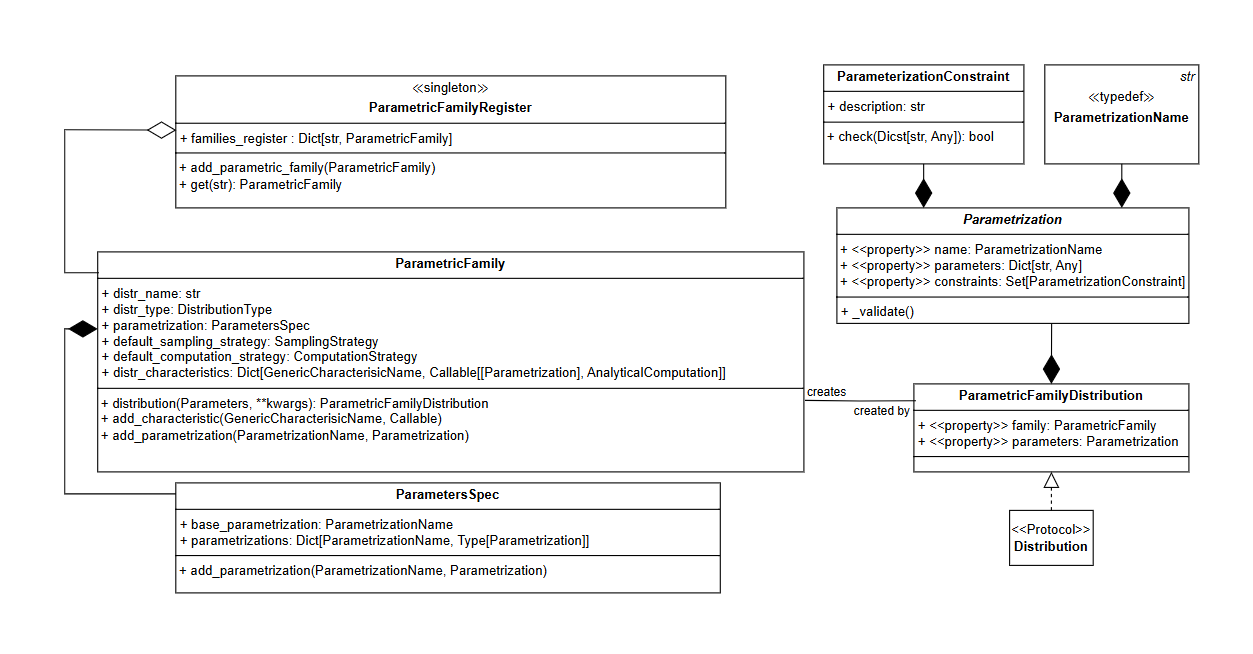 «singleton»
ParametricFamilyRegister
+ families_register : Dict[str, ParametricFamily]
+ add_parametric_family(ParametricFamily)
+ get(str): ParametricFamily
ParameterizationConstraint
+ description: str
+ check(Dicst[str, Any]): bool
str
«typedef»
ParametrizationName
Parametrization
+ <<property>> name: ParametrizationName
+ <<property>> parameters: Dict[str, Any]
+ <<property>> constraints: Set[ParametrizationConstraint]
+ _validate()
ParametricFamily
+ distr_name: str
+ distr_type: DistributionType
+ parametrization: ParametersSpec
+ default_sampling_strategy: SamplingStrategy
+ default_computation_strategy: ComputationStrategy
+ distr_characteristics: Dict[GenericCharacterisicName, Callable[[Parametrization], AnalyticalComputation]]
+ distribution(Parameters, **kwargs): ParametricFamilyDistribution
+ add_characteristic(GenericCharacterisicName, Callable)
+ add_parametrization(ParametrizationName, Parametrization)
creates
created by
ParametricFamilyDistribution
+ <<property>> family: ParametricFamily
+ <<property>> parameters: Parametrization
<<Protocol>>
Distribution
ParametersSpec
+ base_parametrization: ParametrizationName
+ parametrizations: Dict[ParametrizationName, Type[Parametrization]]
+ add_parametrization(ParametrizationName, Parametrization)